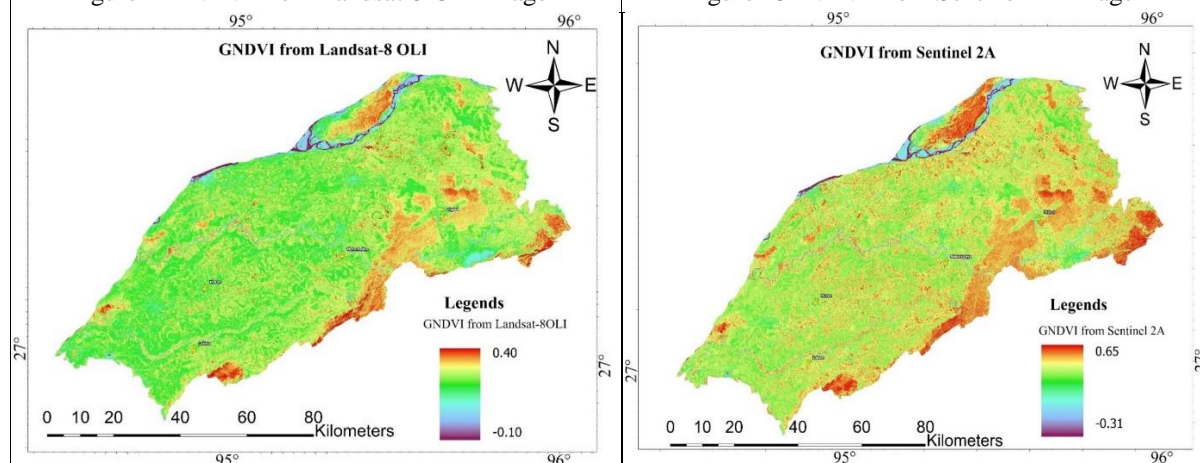 95°
96°
GNDVI from Landsat-8 OLI
N
W
E
S
Legends
GNDVI from Landsat-8OLI
0.40
-0.10
27°
27°
0 10 20 40 60 80
Kilometers
95°
96°
95°
96°
GNDVI from Sentinel 2A
N
W
E
S
Legends
GNDVI from Sentinel 2A
0.65
-0.31
27°
27°
0 10 20 40 60 80
Kilometers
95°
96°